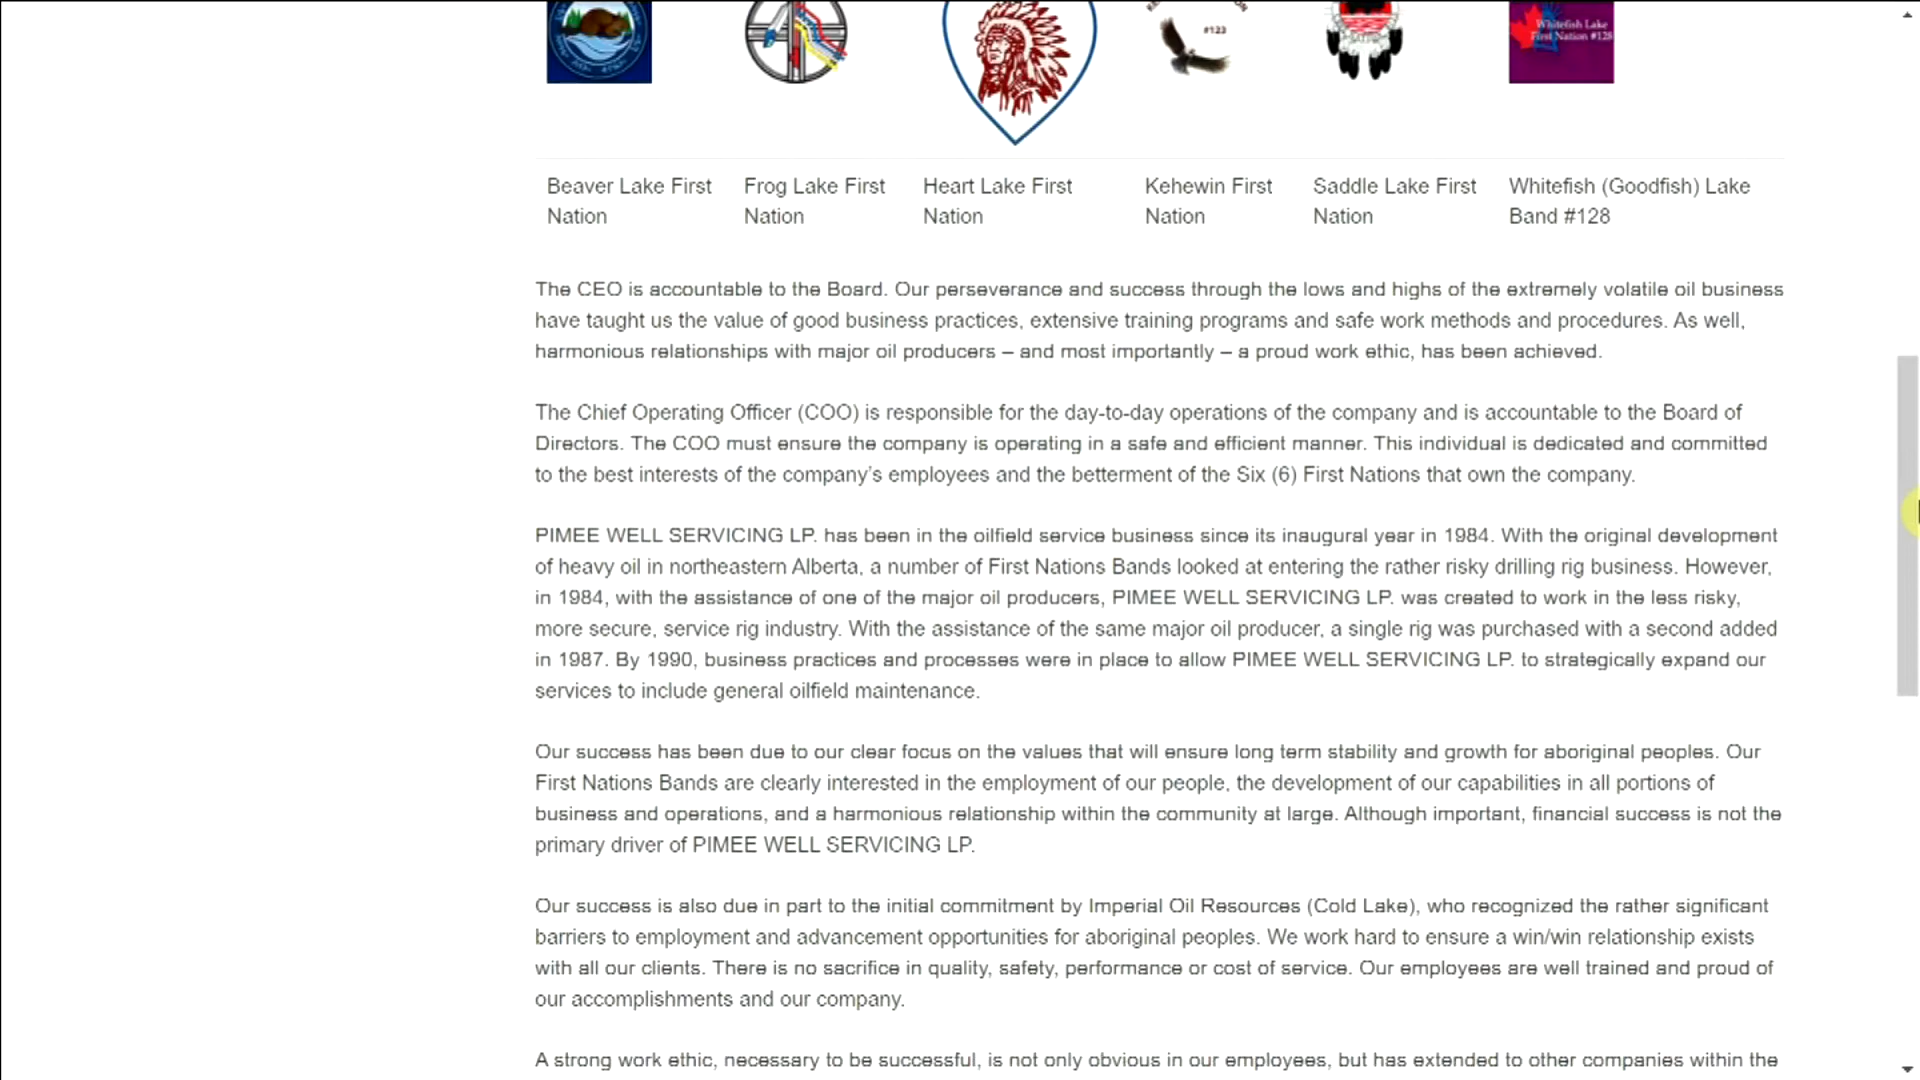 #123
Whitefish Lake
First Nation #128
Beaver Lake First Nation
Frog Lake First Nation
Heart Lake First Nation
Kehewin First Nation
Saddle Lake First Nation
Whitefish (Goodfish) Lake Band #128
The CEO is accountable to the Board. Our perseverance and success through the lows and highs of the extremely volatile oil business
have taught us the value of good business practices, extensive training programs and safe work methods and procedures. As well,
harmonious relationships with major oil producers – and most importantly – a proud work ethic, has been achieved.
The Chief Operating Officer (COO) is responsible for the day-to-day operations of the company and is accountable to the Board of
Directors. The COO must ensure the company is operating in a safe and efficient manner. This individual is dedicated and committed
to the best interests of the company’s employees and the betterment of the Six (6) First Nations that own the company.
PIMEE WELL SERVICING LP. has been in the oilfield service business since its inaugural year in 1984. With the original development
of heavy oil in northeastern Alberta, a number of First Nations Bands looked at entering the rather risky drilling rig business. However,
in 1984, with the assistance of one of the major oil producers, PIMEE WELL SERVICING LP. was created to work in the less risky,
more secure, service rig industry. With the assistance of the same major oil producer, a single rig was purchased with a second added
in 1987. By 1990, business practices and processes were in place to allow PIMEE WELL SERVICING LP. to strategically expand our
services to include general oilfield maintenance.
Our success has been due to our clear focus on the values that will ensure long term stability and growth for aboriginal peoples. Our
First Nations Bands are clearly interested in the employment of our people, the development of our capabilities in all portions of
business and operations, and a harmonious relationship within the community at large. Although important, financial success is not the
primary driver of PIMEE WELL SERVICING LP.
Our success is also due in part to the initial commitment by Imperial Oil Resources (Cold Lake), who recognized the rather significant
barriers to employment and advancement opportunities for aboriginal peoples. We work hard to ensure a win/win relationship exists
with all our clients. There is no sacrifice in quality, safety, performance or cost of service. Our employees are well trained and proud of
our accomplishments and our company.
A strong work ethic, necessary to be successful, is not only obvious in our employees, but has extended to other companies within the